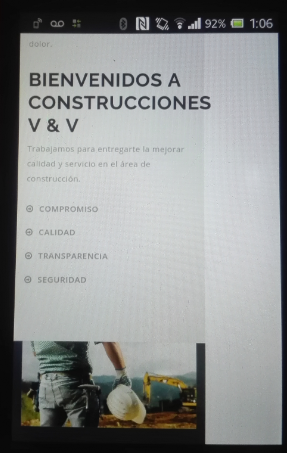 92% 1:06
dolor.
BIENVENIDOS A
CONSTRUCCIONES
V & V
Trabajamos para entregarte la mejorar
calidad y servicio en el área de
construcción.
COMPROMISO
CALIDAD
TRANSPARENCIA
SEGURIDAD